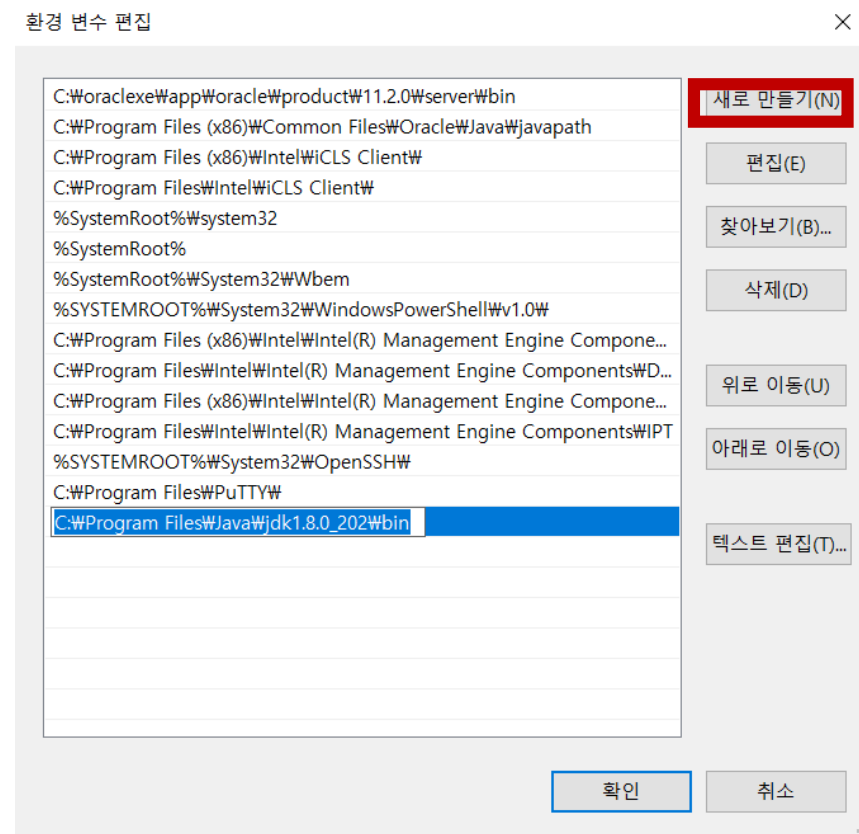 환경 변수 편집
C:₩oraclexe₩app₩oracle₩product₩11.2.0₩server₩bin
C:₩Program Files (x86)₩Common Files₩Oracle₩Java₩javapath
C:₩Program Files (x86)₩Intel₩iCLS Client₩
C:₩Program Files₩Intel₩iCLS Client₩
%SystemRoot%₩system32
%SystemRoot%
%SystemRoot%₩System32₩Wbem
%SYSTEMROOT%₩System32₩WindowsPowerShell₩v1.0₩
C:₩Program Files (x86)₩Intel₩Intel(R) Management Engine Compone...
C:₩Program Files₩Intel₩Intel(R) Management Engine Components₩D...
C:₩Program Files (x86)₩Intel₩Intel(R) Management Engine Compone...
C:₩Program Files₩Intel₩Intel(R) Management Engine Components₩IPT
%SYSTEMROOT%₩System32₩OpenSSH₩
C:₩Program Files₩PuTTY₩
C:₩Program Files₩Java₩jdk1.8.0_202₩bin
새로 만들기(N)
편집(E)
찾아보기(B)...
삭제(D)
위로 이동(U)
아래로 이동(O)
텍스트 편집(T)...
확인
취소